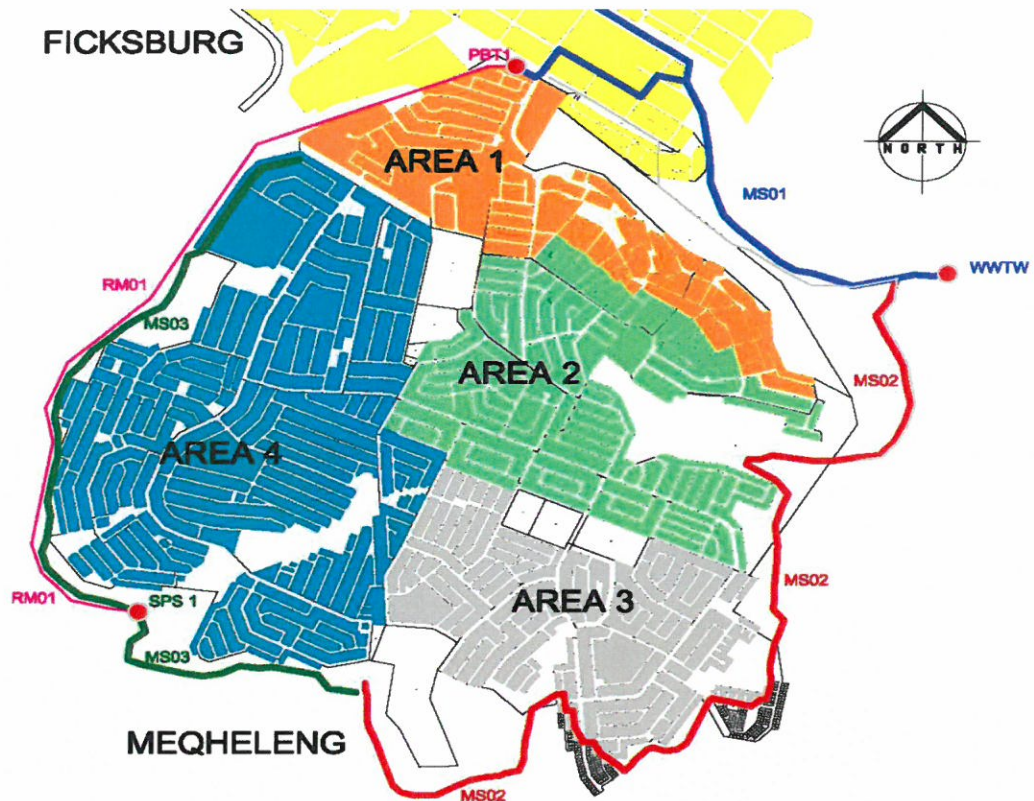 FICKSBURG
PBT1
AREA 1
NORTH
MS01
WWTW
RM01
MS03
MS02
AREA 2
AREA 4
MS02
RM01
SPS 1
AREA 3
MS03
MEQHELENG
MS02